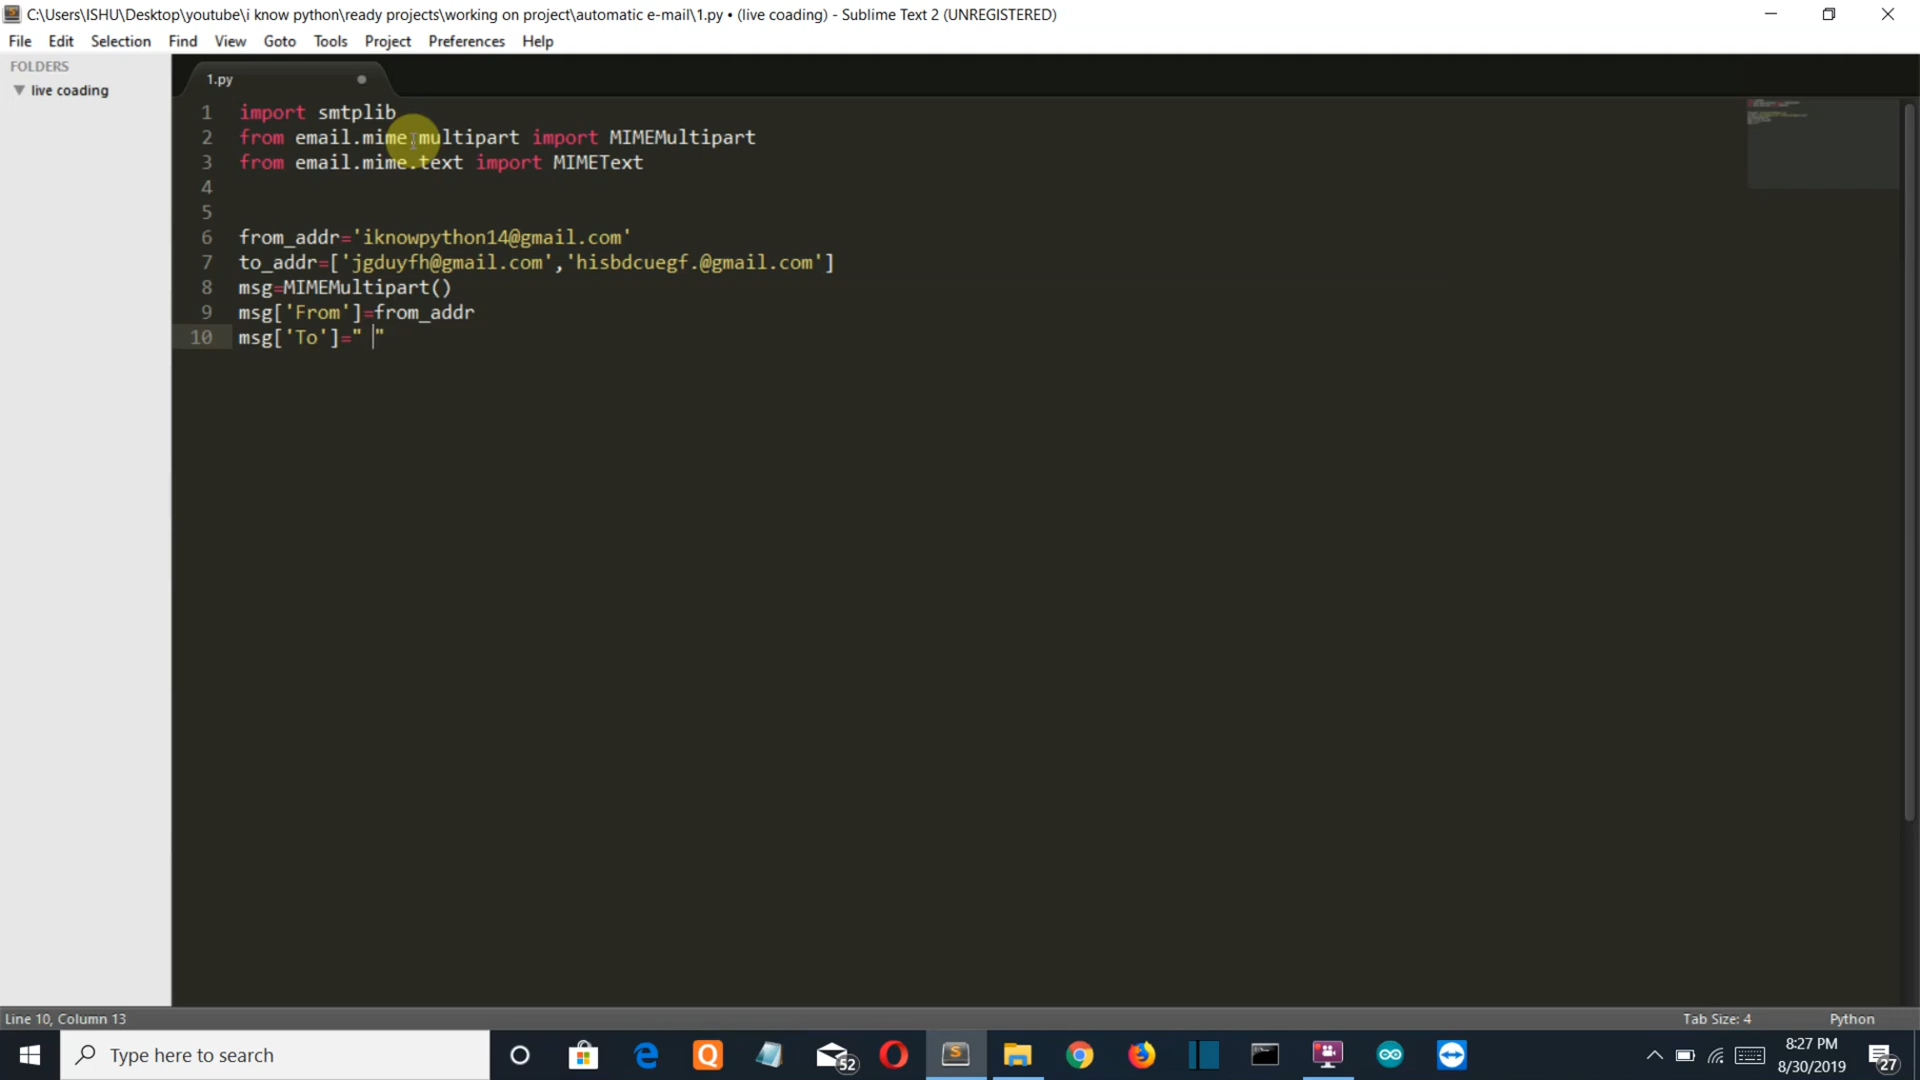 C:\Users\ISHU\Desktop\youtube\i know python\ready projects\working on project\automatic e-mail\1.py • (live coading) - Sublime Text 2 (UNREGISTERED)
File Edit Selection Find View Goto Tools Project Preferences Help
FOLDERS
live coading
1.py
1 import smtplib
2 from email.mime.multipart import MIMEMultipart
3 from email.mime.text import MIMEText
4
5
6 from_addr='iknowpython14@gmail.com'
7 to_addr=['jgduyfh@gmail.com','hisbdcuegf.@gmail.com']
8 msg=MIMEMultipart()
9 msg['From']=from_addr
10 msg['To']=" "
Line 10, Column 13
Tab Size: 4
Python
Type here to search
52
8:27 PM
8/30/2019
27